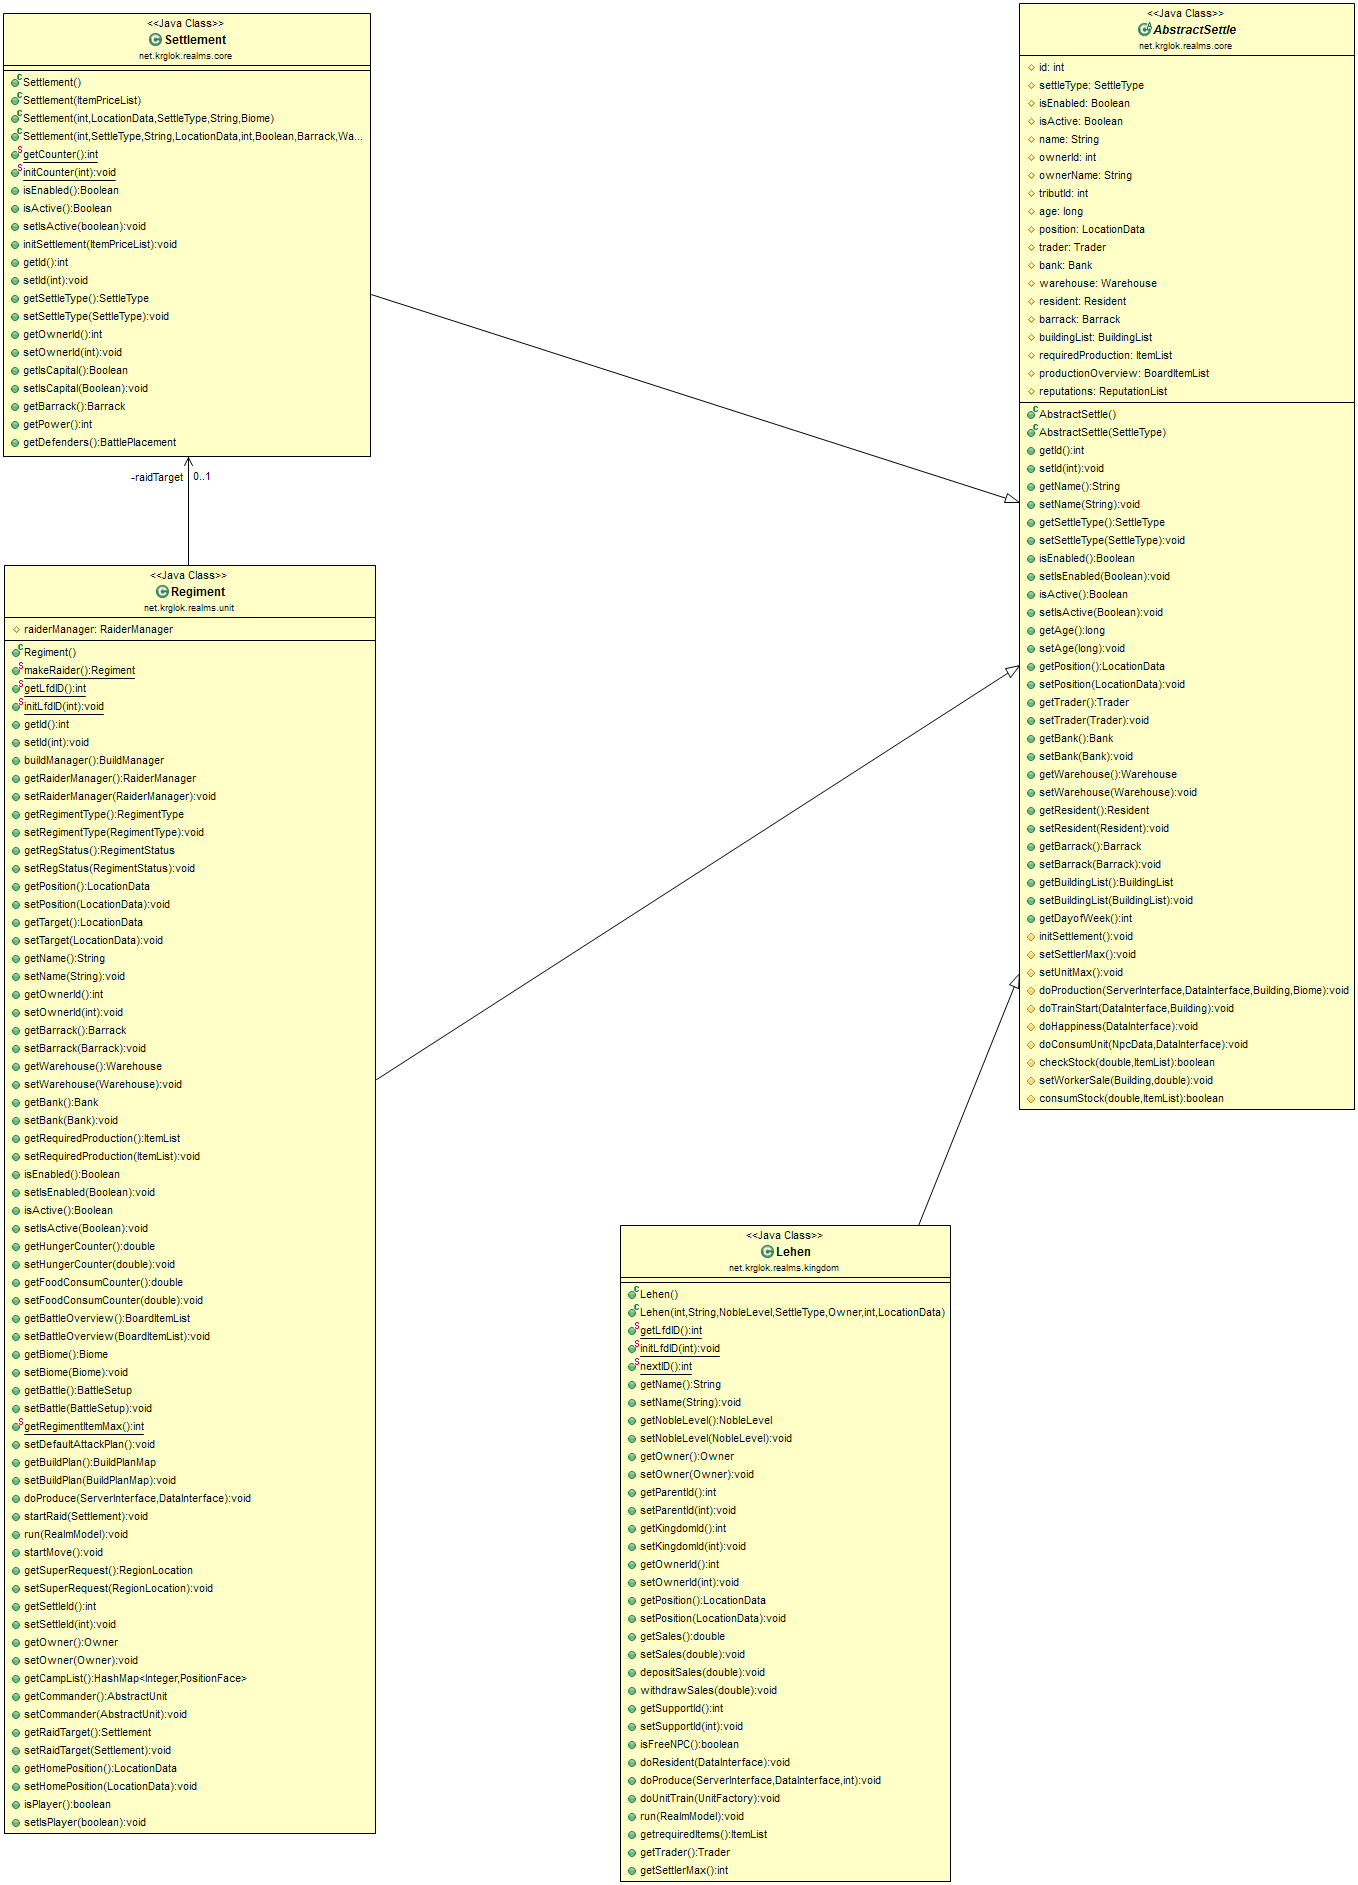 <<Java Class>>
Settlement
net.krglok.realms.core
Settlement()
Settlement(ItemPriceList)
Settlement(int,LocationData,SettleType,String,Biome)
Settlement(int,SettleType,String,LocationData,int,Boolean,Barrack,Wa...
getCounter():int
initCounter(int):void
isEnabled():Boolean
isActive():Boolean
setIsActive(boolean):void
initSettlement(ItemPriceList):void
getId():int
setId(int):void
getSettleType():SettleType
setSettleType(SettleType):void
getOwnerId():int
setOwnerId(int):void
getIsCapital():Boolean
setIsCapital(Boolean):void
getBarrack():Barrack
getPower():int
getDefenders():BattlePlacement
-raidTarget 0..1
<<Java Class>>
Regiment
net.krglok.realms.unit
raiderManager: RaiderManager
Regiment()
makeRaider():Regiment
getLfdID():int
initLfdID(int):void
getId():int
setId(int):void
buildManager():BuildManager
getRaiderManager():RaiderManager
setRaiderManager(RaiderManager):void
getRegimentType():RegimentType
setRegimentType(RegimentType):void
getRegStatus():RegimentStatus
setRegStatus(RegimentStatus):void
getPosition():LocationData
setPosition(LocationData):void
getTarget():LocationData
setTarget(LocationData):void
getName():String
setName(String):void
getOwnerId():int
setOwnerId(int):void
getBarrack():Barrack
setBarrack(Barrack):void
getWarehouse():Warehouse
setWarehouse(Warehouse):void
getBank():Bank
setBank(Bank):void
getRequiredProduction():ItemList
setRequiredProduction(ItemList):void
isEnabled():Boolean
setIsEnabled(Boolean):void
isActive():Boolean
setIsActive(Boolean):void
getHungerCounter():double
setHungerCounter(double):void
getFoodConsumCounter():double
setFoodConsumCounter(double):void
getBattleOverview():BoardItemList
setBattleOverview(BoardItemList):void
getBiome():Biome
setBiome(Biome):void
getBattle():BattleSetup
setBattle(BattleSetup):void
getRegimentItemMax():int
setDefaultAttackPlan():void
getBuildPlan():BuildPlanMap
setBuildPlan(BuildPlanMap):void
doProduce(ServerInterface,DataInterface):void
startRaid(Settlement):void
run(RealmModel):void
startMove():void
getSuperRequest():RegionLocation
setSuperRequest(RegionLocation):void
getSettleId():int
setSettleId(int):void
getOwner():Owner
setOwner(Owner):void
getCampList():HashMap<Integer,PositionFace>
getCommander():AbstractUnit
setCommander(AbstractUnit):void
getRaidTarget():Settlement
setRaidTarget(Settlement):void
getHomePosition():LocationData
setHomePosition(LocationData):void
isPlayer():boolean
setIsPlayer(boolean):void
<<Java Class>>
AbstractSettle
net.krglok.realms.core
id: int
settleType: SettleType
isEnabled: Boolean
isActive: Boolean
name: String
ownerId: int
ownerName: String
tributId: int
age: long
position: LocationData
trader: Trader
bank: Bank
warehouse: Warehouse
resident: Resident
barrack: Barrack
buildingList: BuildingList
requiredProduction: ItemList
productionOverview: BoardItemList
reputations: ReputationList
AbstractSettle()
AbstractSettle(SettleType)
getId():int
setId(int):void
getName():String
setName(String):void
getSettleType():SettleType
setSettleType(SettleType):void
isEnabled():Boolean
setIsEnabled(Boolean):void
isActive():Boolean
setIsActive(Boolean):void
getAge():long
setAge(long):void
getPosition():LocationData
setPosition(LocationData):void
getTrader():Trader
setTrader(Trader):void
getBank():Bank
setBank(Bank):void
getWarehouse():Warehouse
setWarehouse(Warehouse):void
getResident():Resident
setResident(Resident):void
getBarrack():Barrack
setBarrack(Barrack):void
getBuildingList():BuildingList
setBuildingList(BuildingList):void
getDayofWeek():int
initSettlement():void
setSettlerMax():void
setUnitMax():void
doProduction(ServerInterface,DataInterface,Building,Biome):void
doTrainStart(DataInterface,Building):void
doHappiness(DataInterface):void
doConsumUnit(NpcData,DataInterface):void
checkStock(double,ItemList):boolean
setWorkerSale(Building,double):void
consumStock(double,ItemList):boolean
<<Java Class>>
Lehen
net.krglok.realms.kingdom
Lehen()
Lehen(int,String,NobleLevel,SettleType,Owner,int,LocationData)
getLfdID():int
initLfdID(int):void
nextID():int
getName():String
setName(String):void
getNobleLevel():NobleLevel
setNobleLevel(NobleLevel):void
getOwner():Owner
setOwner(Owner):void
getParentId():int
setParentId(int):void
getKingdomId():int
setKingdomId(int):void
getOwnerId():int
setOwnerId(int):void
getPosition():LocationData
setPosition(LocationData):void
getSales():double
setSales(double):void
depositSales(double):void
withdrawSales(double):void
getSupportId():int
setSupportId(int):void
isFreeNPC():boolean
doResident(DataInterface):void
doProduce(ServerInterface,DataInterface,int):void
doUnitTrain(UnitFactory):void
run(RealmModel):void
getrequiredItems():ItemList
getTrader():Trader
getSettlerMax():int